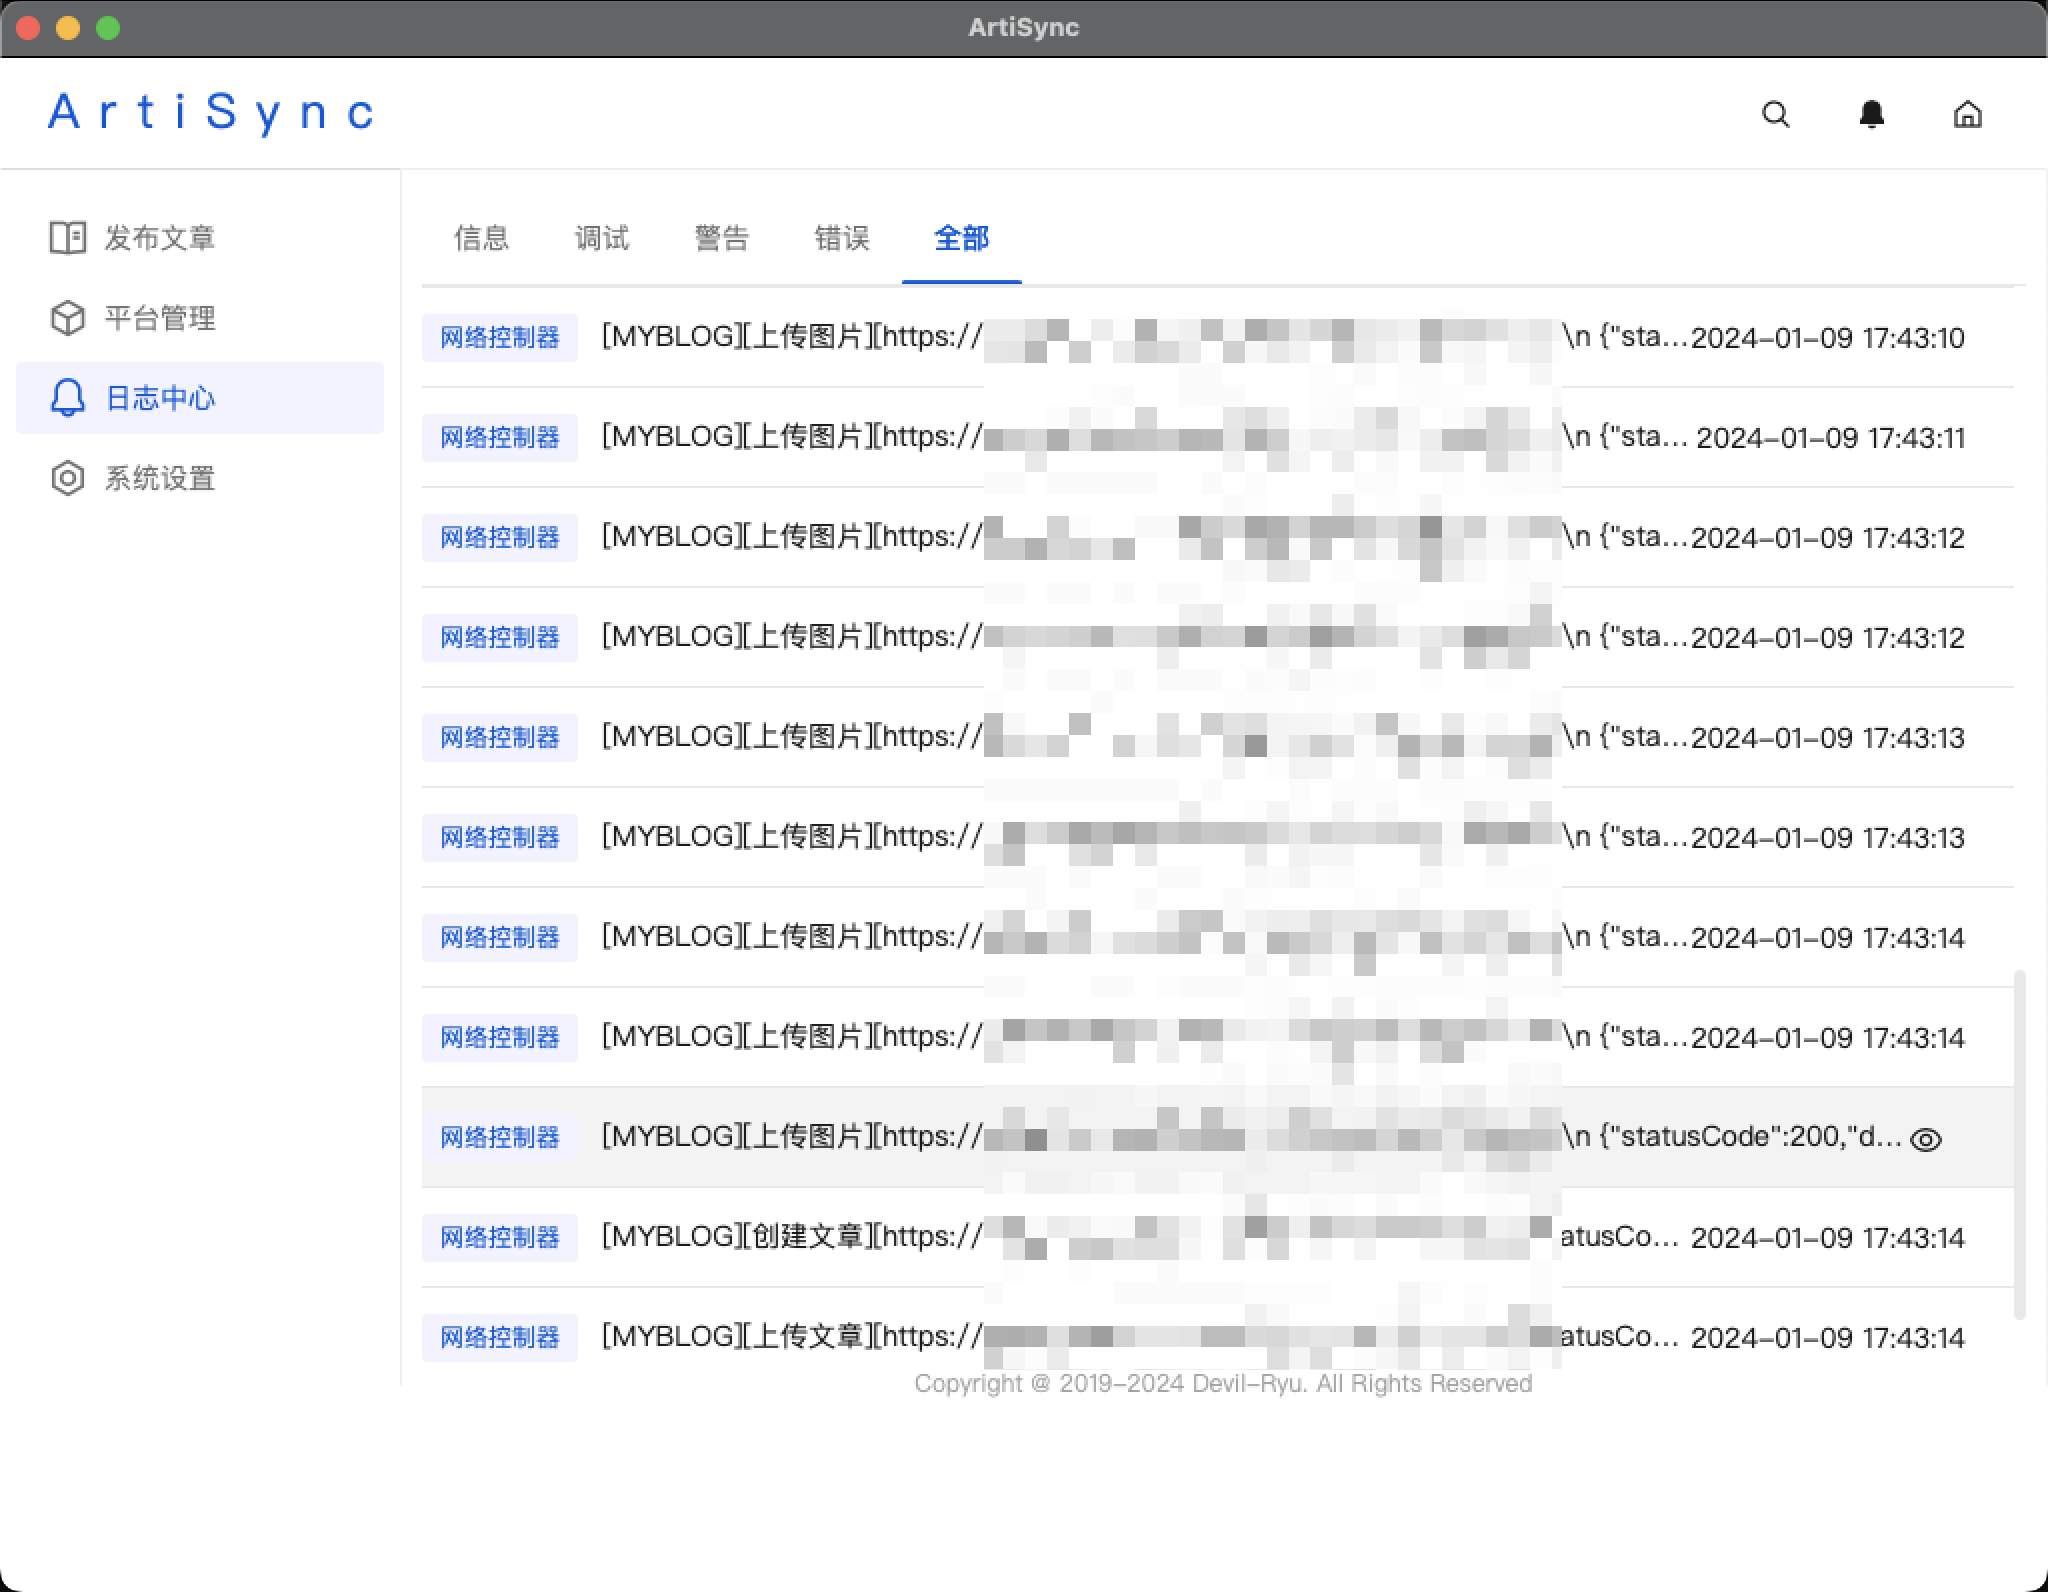 ArtiSync
ArtiSync
发布文章
平台管理
日志中心
系统设置
信息 调试 警告 错误 全部
网络控制器 [MYBLOG][上传图片][https:// \n {"sta... 2024-01-09 17:43:10
网络控制器 [MYBLOG][上传图片][https:// \n {"sta... 2024-01-09 17:43:11
网络控制器 [MYBLOG][上传图片][https:// \n {"sta... 2024-01-09 17:43:12
网络控制器 [MYBLOG][上传图片][https:// \n {"sta... 2024-01-09 17:43:12
网络控制器 [MYBLOG][上传图片][https:// \n {"sta... 2024-01-09 17:43:13
网络控制器 [MYBLOG][上传图片][https:// \n {"sta... 2024-01-09 17:43:13
网络控制器 [MYBLOG][上传图片][https:// \n {"sta... 2024-01-09 17:43:14
网络控制器 [MYBLOG][上传图片][https:// \n {"sta... 2024-01-09 17:43:14
网络控制器 [MYBLOG][上传图片][https:// \n {"statusCode":200,"d...
网络控制器 [MYBLOG][创建文章][https:// atusCo... 2024-01-09 17:43:14
网络控制器 [MYBLOG][上传文章][https:// atusCo... 2024-01-09 17:43:14
Copyright @ 2019-2024 Devil-Ryu. All Rights Reserved